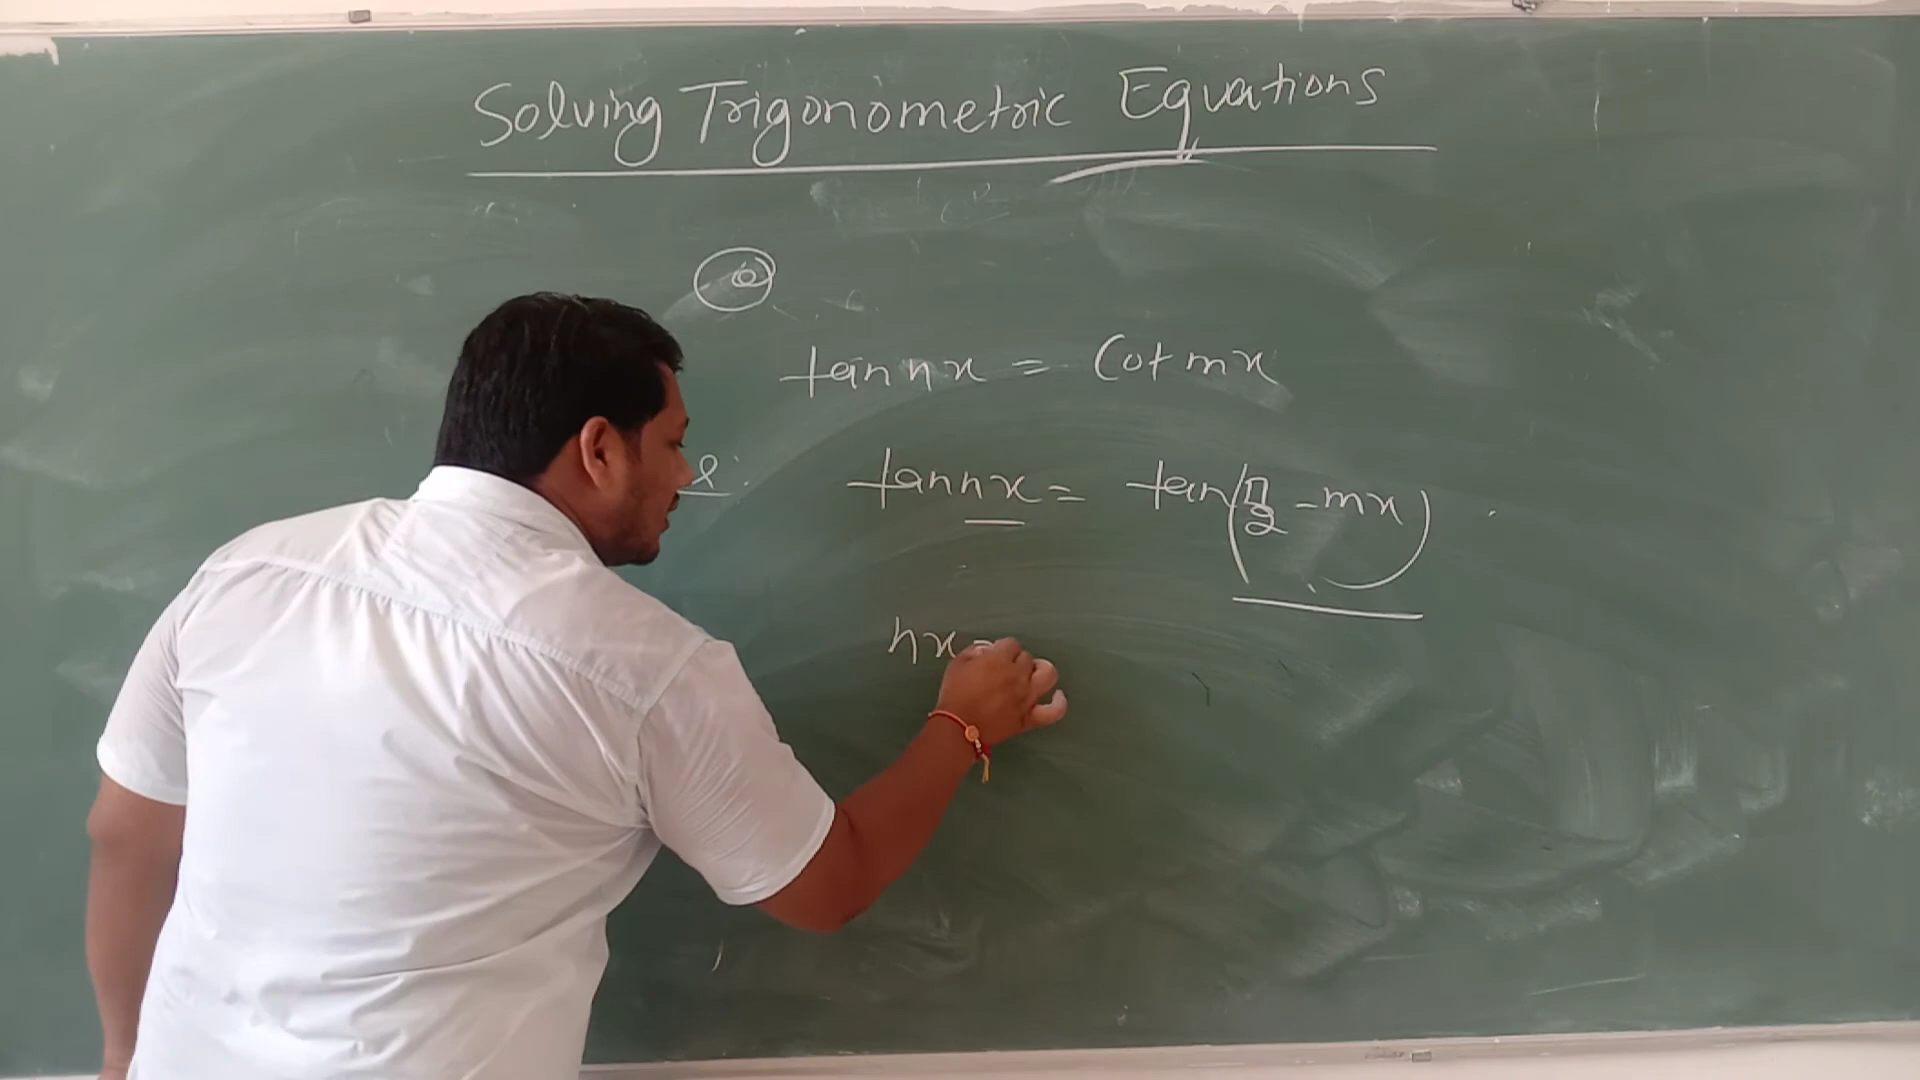 Solving Trigonometric Equations
tan nx = Cot mx
tan nx = tan(π/2 - mx)
nx =